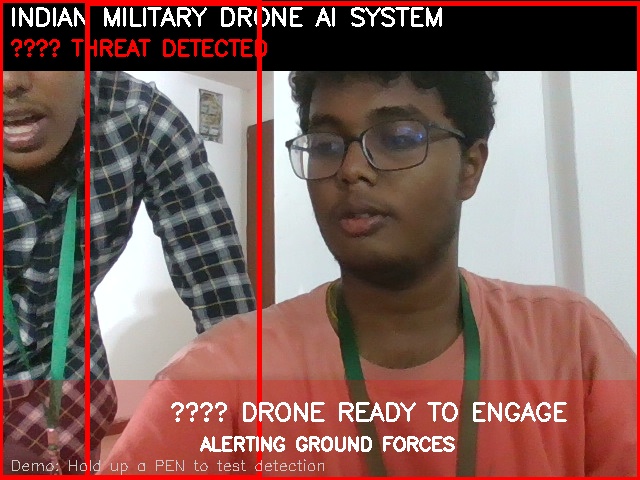 INDIAN MILITARY DRONE AI SYSTEM
???? THREAT DETECTED
???? DRONE READY TO ENGAGE
ALERTING GROUND FORCES
Demo: Hold up a PEN to test detection